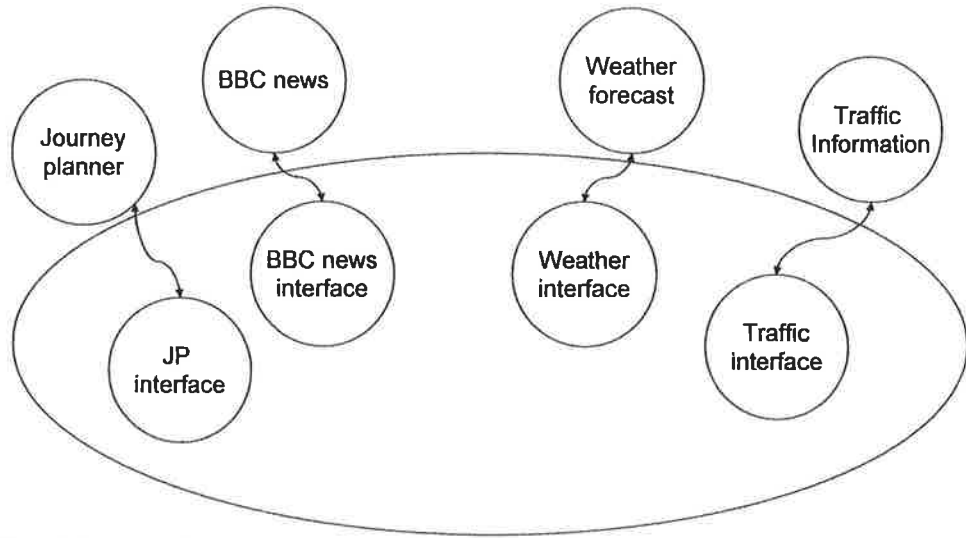 BBC news
Weather
forecast
Journey
planner
Traffic
Information
BBC news
interface
Weather
interface
JP
interface
Traffic
interface